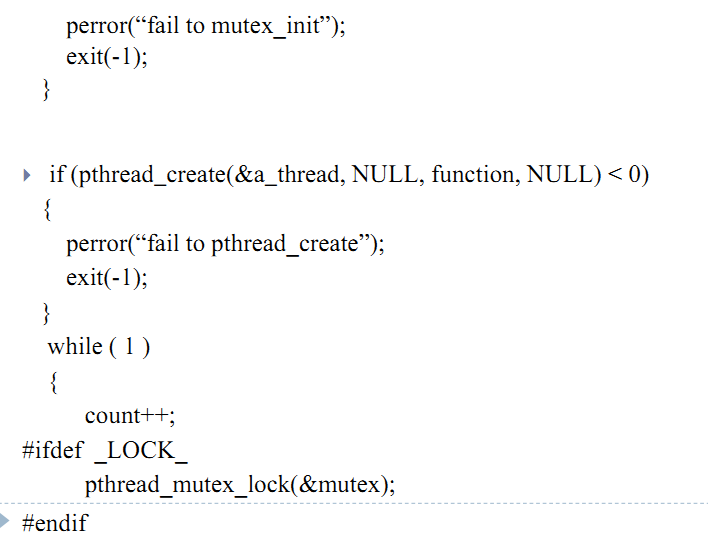 perror(“fail to mutex_init”);
exit(-1);
}
if (pthread_create(&a_thread, NULL, function, NULL) < 0)
{
perror(“fail to pthread_create”);
exit(-1);
}
while ( 1 )
{
count++;
#ifdef _LOCK_
pthread_mutex_lock(&mutex);
#endif